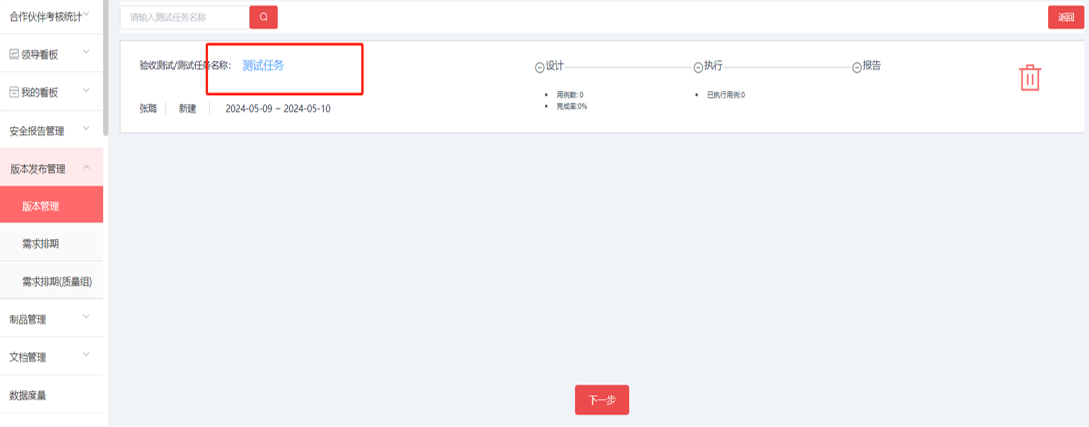 合作伙伴考核统计
领导看板
我的看板
安全报告管理
版本发布管理
版本管理
需求排期
需求排期(质量组)
制品管理
文档管理
数据度量
请输入测试任务名称
返回
验收测试/测试任务名称： 测试任务
设计
执行
报告
用例数: 0
完成率:0%
已执行用例:0
张璐 新建 2024-05-09 ~ 2024-05-10
下一步